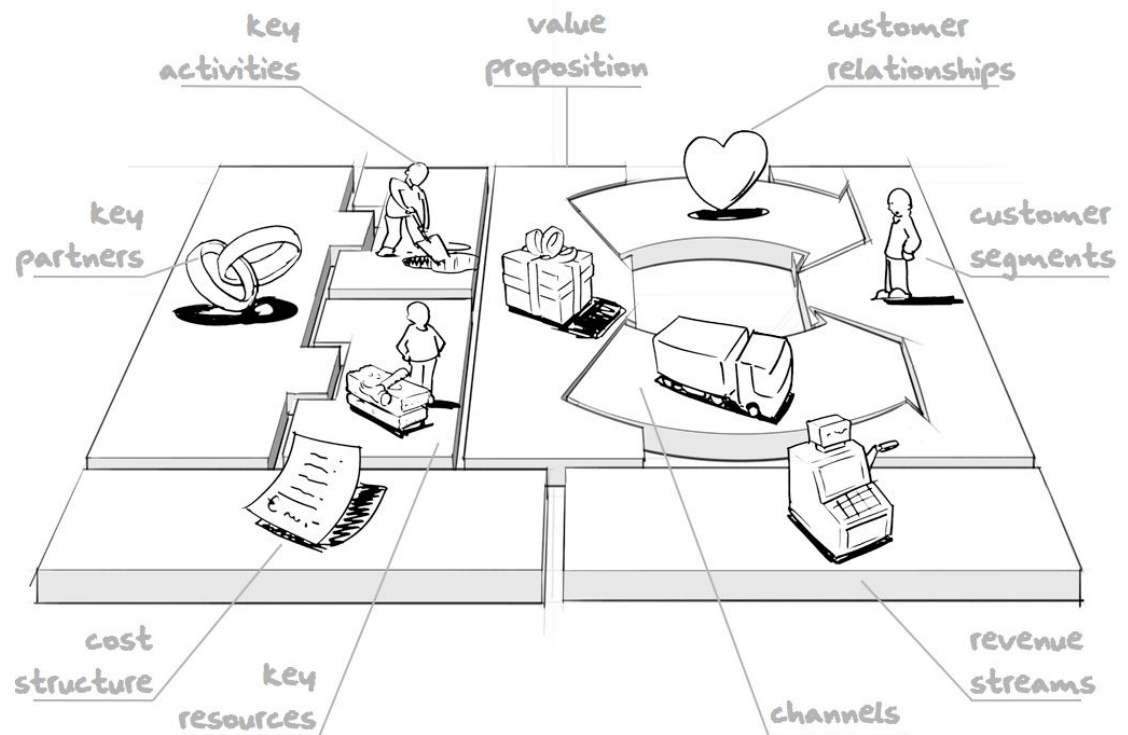 key
activities
value
proposition
customer
relationships
key
partners
customer
segments
cost
structure
key
resources
channels
revenue
streams